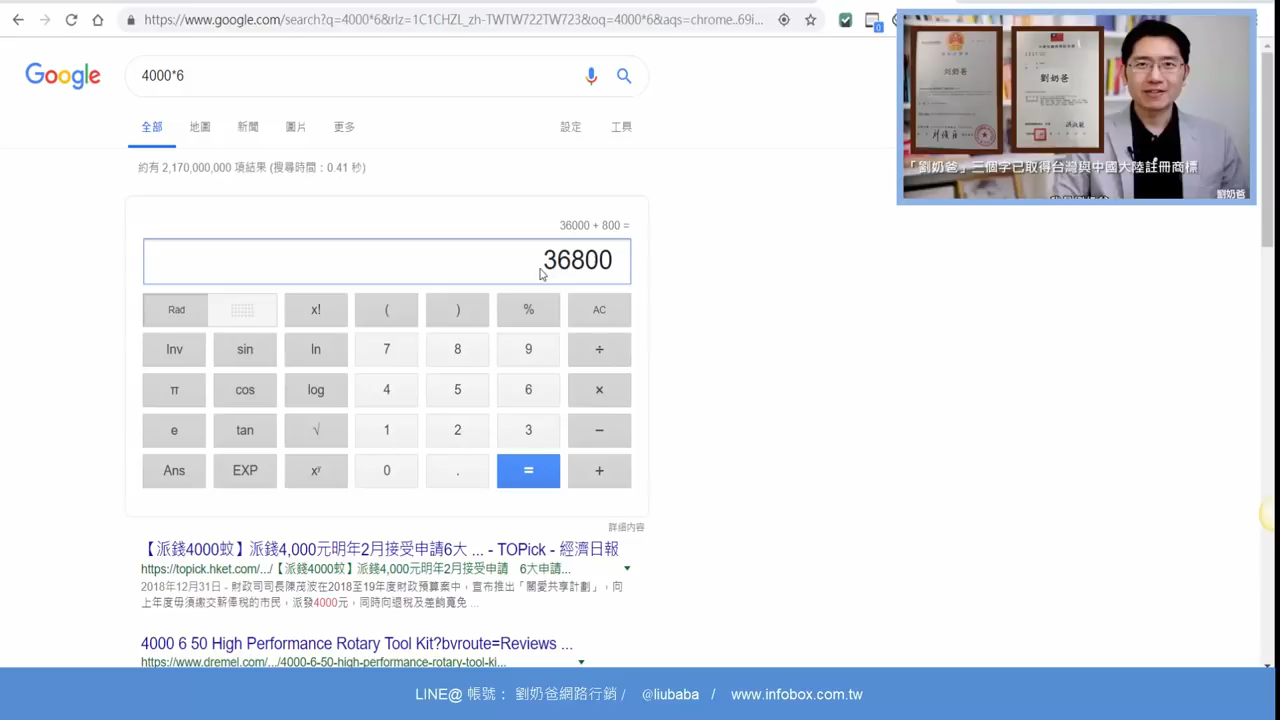 https://www.google.com/search?q=4000*6&rlz=1C1CHZL_zh-TWTW722TW723&oq=4000*6&aqs=chrome..69i...
0
Google
4000*6
全部
地圖
新聞
圖片
更多
設定
工具
約有 2,170,000,000 項結果 (搜尋時間：0.41 秒)
36000 + 800 =
36800
Rad
x!
(
)
%
AC
Inv
sin
ln
7
8
9
÷
π
cos
log
4
5
6
×
e
tan
√
1
2
3
−
Ans
EXP
xʸ
0
.
=
+
詳細內容
【派錢4000蚊】派錢4,000元明年2月接受申請6大 ... - TOPick - 經濟日報
https://topick.hket.com/.../【派錢4000蚊】派錢4,000元明年2月接受申請 6大申請...
2018年12月31日 - 財政司司長陳茂波在2018至19年度財政預算案中，宣布推出「關愛共享計劃」，向
上年度毋須繳交薪俸稅的市民，派發4000元，同時向退稅及差餉寬免 ...
4000 6 50 High Performance Rotary Tool Kit?bvroute=Reviews ...
https://www.dremel.com/.../4000-6-50-high-performance-rotary-tool-ki...
刘奶爸
劉奶爸
「劉奶爸」三個字已取得台灣與中國大陸註冊商標
劉奶爸
LINE@ 帳號： 劉奶爸網路行銷 / @liubaba / www.infobox.com.tw